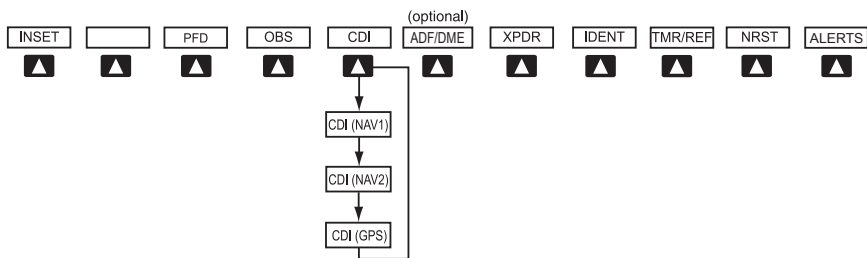 (optional)
INSET PFD OBS CDI ADF/DME XPDR IDENT TMR/REF NRST ALERTS
CDI (NAV1)
CDI (NAV2)
CDI (GPS)